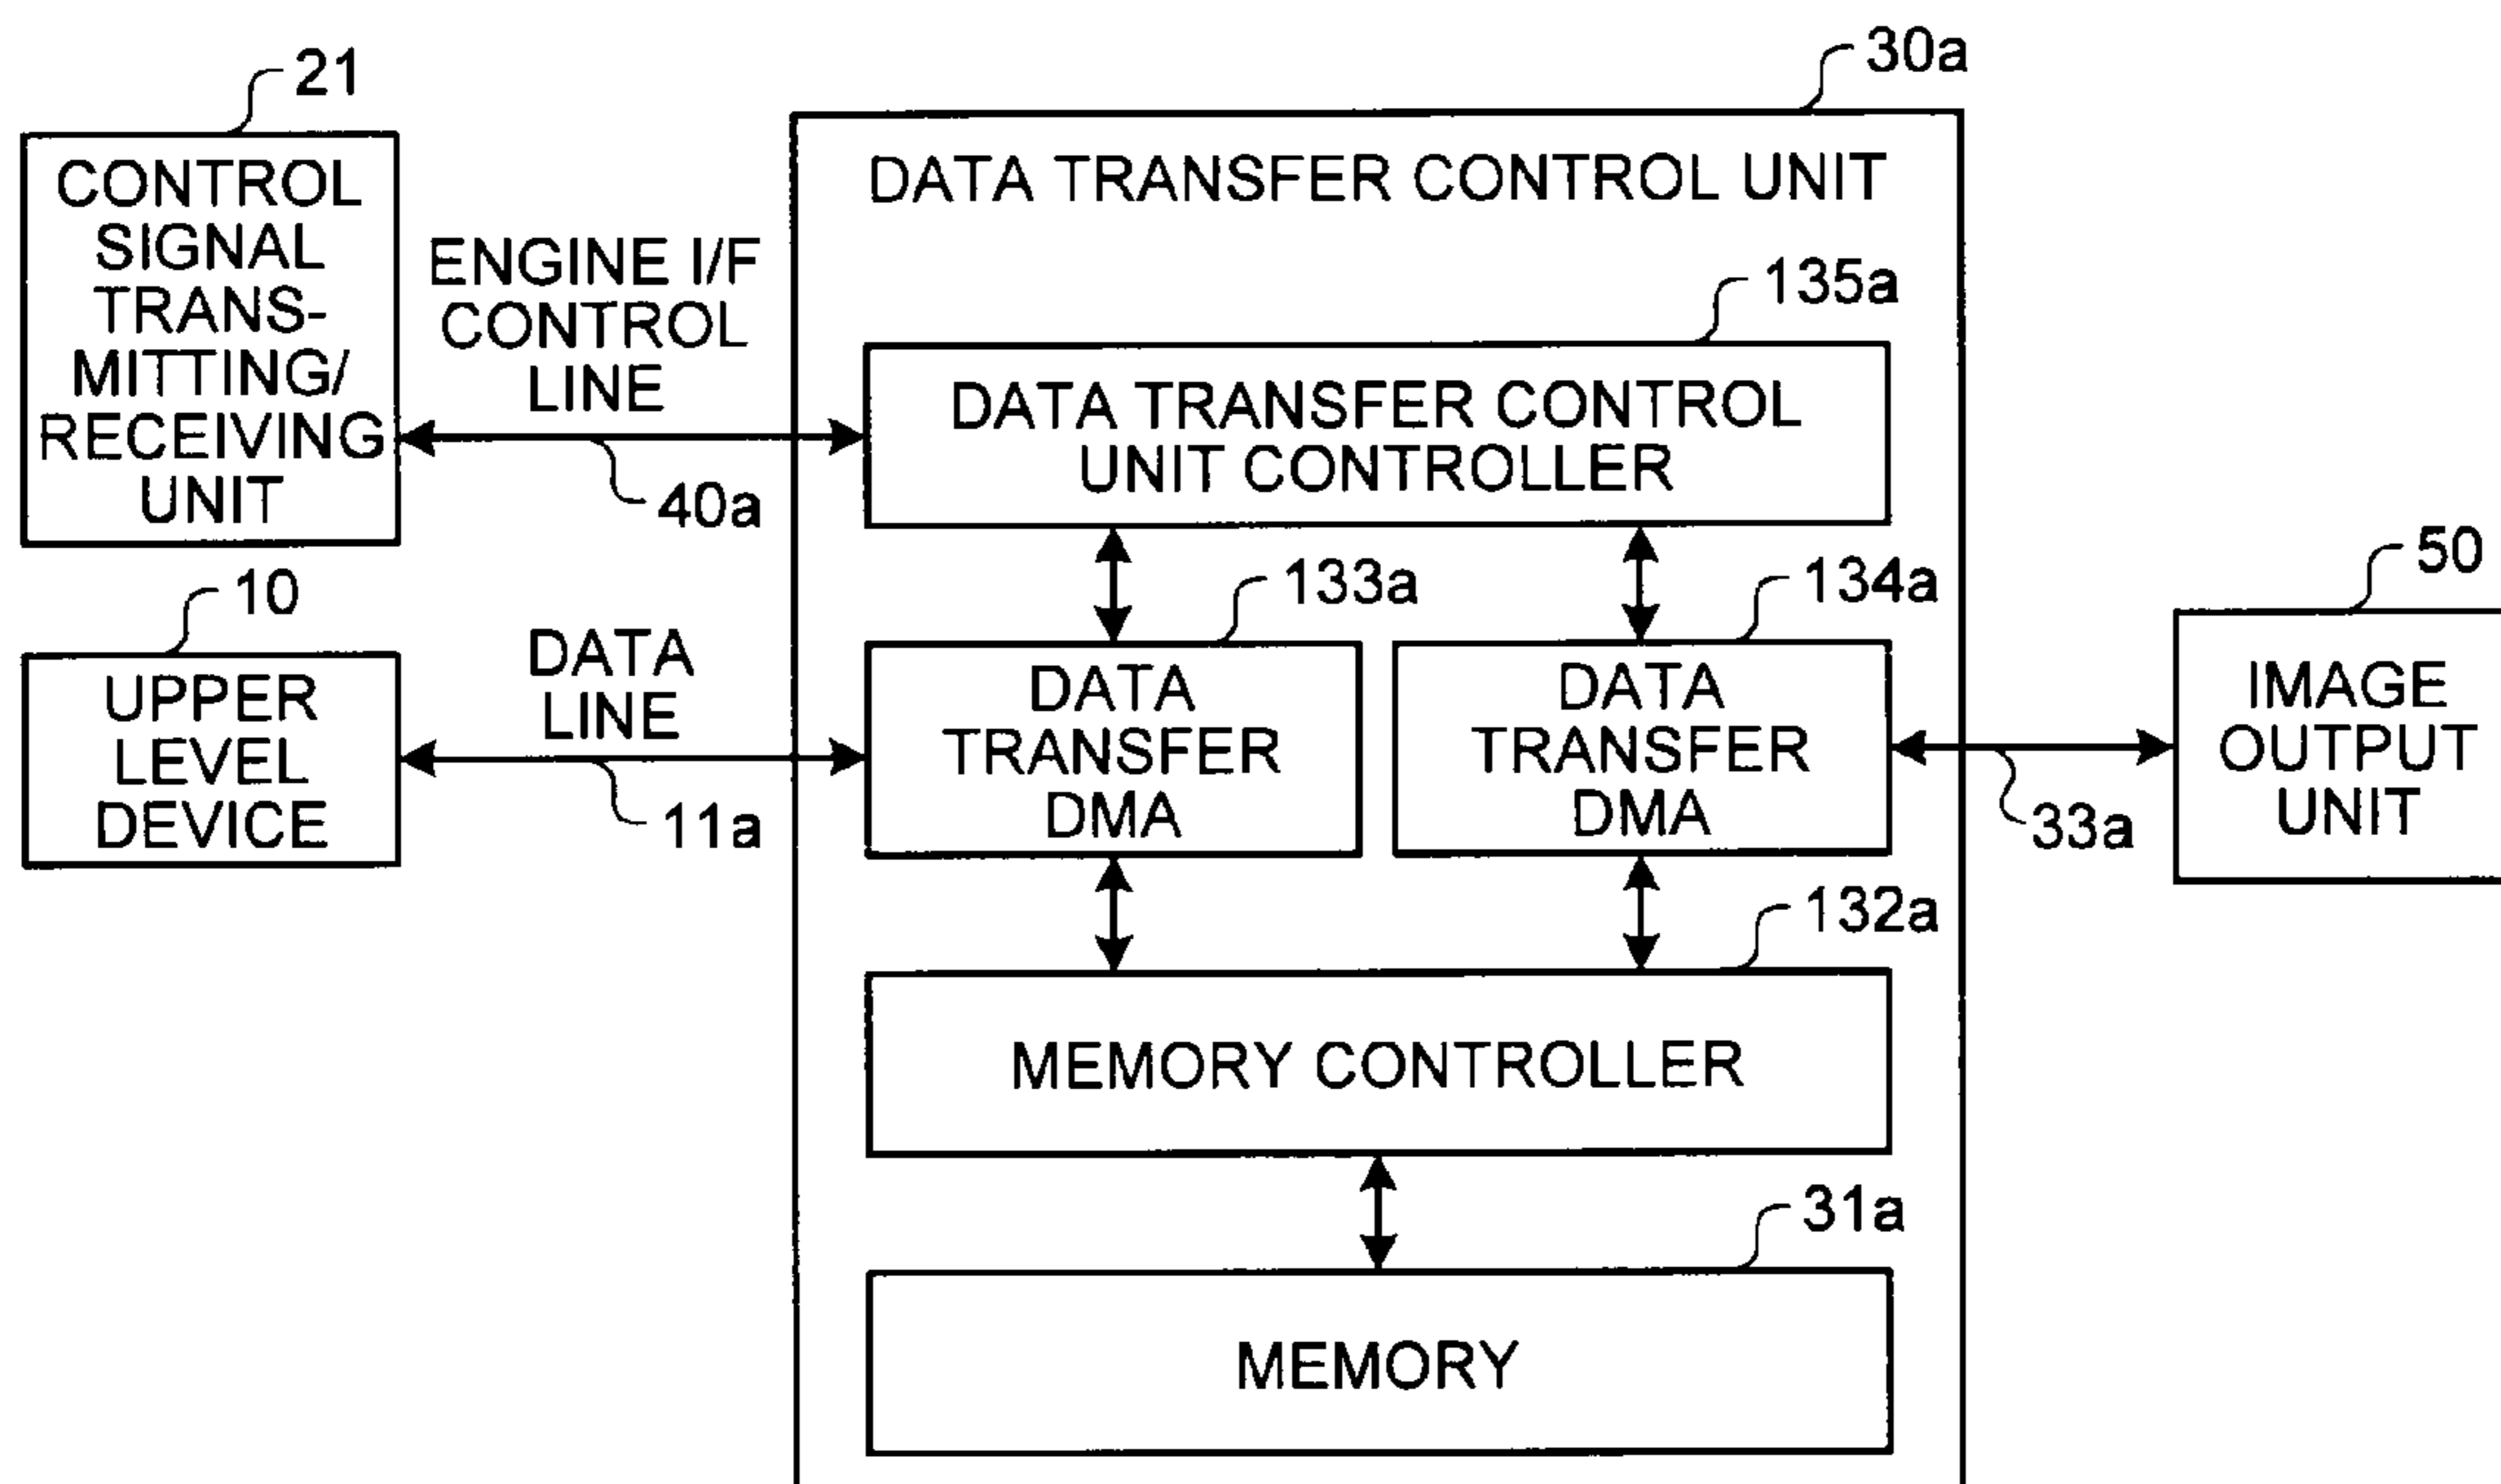 30a
21
DATA TRANSFER CONTROL UNIT
CONTROL
SIGNAL
TRANS-
MITTING/
RECEIVING
UNIT
ENGINE I/F
CONTROL
LINE
40a
135a
DATA TRANSFER CONTROL
UNIT CONTROLLER
10
UPPER
LEVEL
DEVICE
DATA
LINE
11a
133a
DATA
TRANSFER
DMA
134a
DATA
TRANSFER
DMA
33a
50
IMAGE
OUTPUT
UNIT
132a
MEMORY CONTROLLER
31a
MEMORY